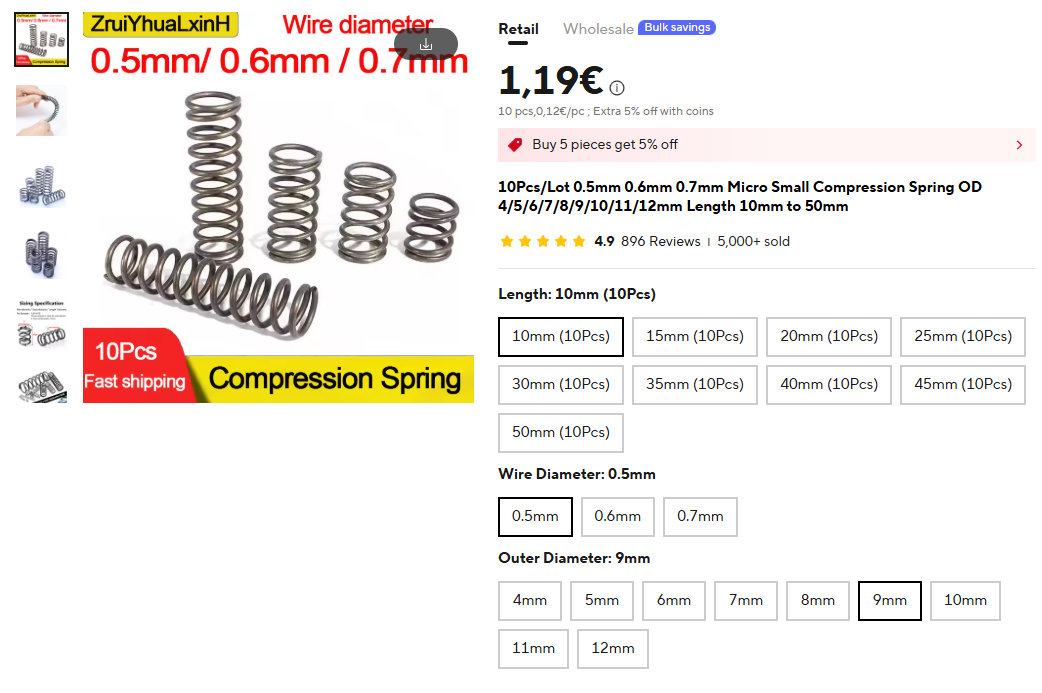 ZruiYhuaLxinH
Wire diameter
0.5mm/ 0.6mm / 0.7mm
10Pcs
Fast shipping
Compression Spring
Sizing Specification
Retail
Wholesale
Bulk savings
1,19€
10 pcs,0,12€/pc ; Extra 5% off with coins
Buy 5 pieces get 5% off
10Pcs/Lot 0.5mm 0.6mm 0.7mm Micro Small Compression Spring OD
4/5/6/7/8/9/10/11/12mm Length 10mm to 50mm
4.9 896 Reviews 5,000+ sold
Length: 10mm (10Pcs)
10mm (10Pcs) 15mm (10Pcs) 20mm (10Pcs) 25mm (10Pcs)
30mm (10Pcs) 35mm (10Pcs) 40mm (10Pcs) 45mm (10Pcs)
50mm (10Pcs)
Wire Diameter: 0.5mm
0.5mm 0.6mm 0.7mm
Outer Diameter: 9mm
4mm 5mm 6mm 7mm 8mm 9mm 10mm
11mm 12mm